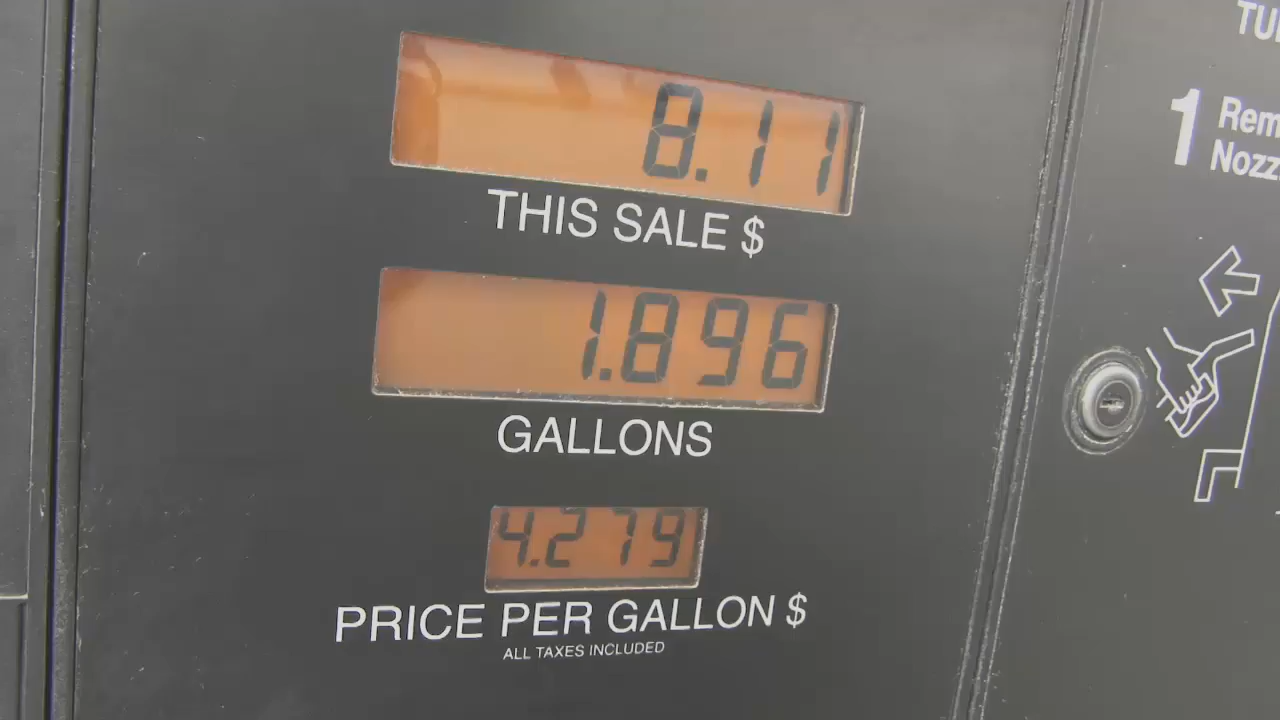 8.11
THIS SALE $
1.896
GALLONS
4.279
PRICE PER GALLON $
ALL TAXES INCLUDED
1